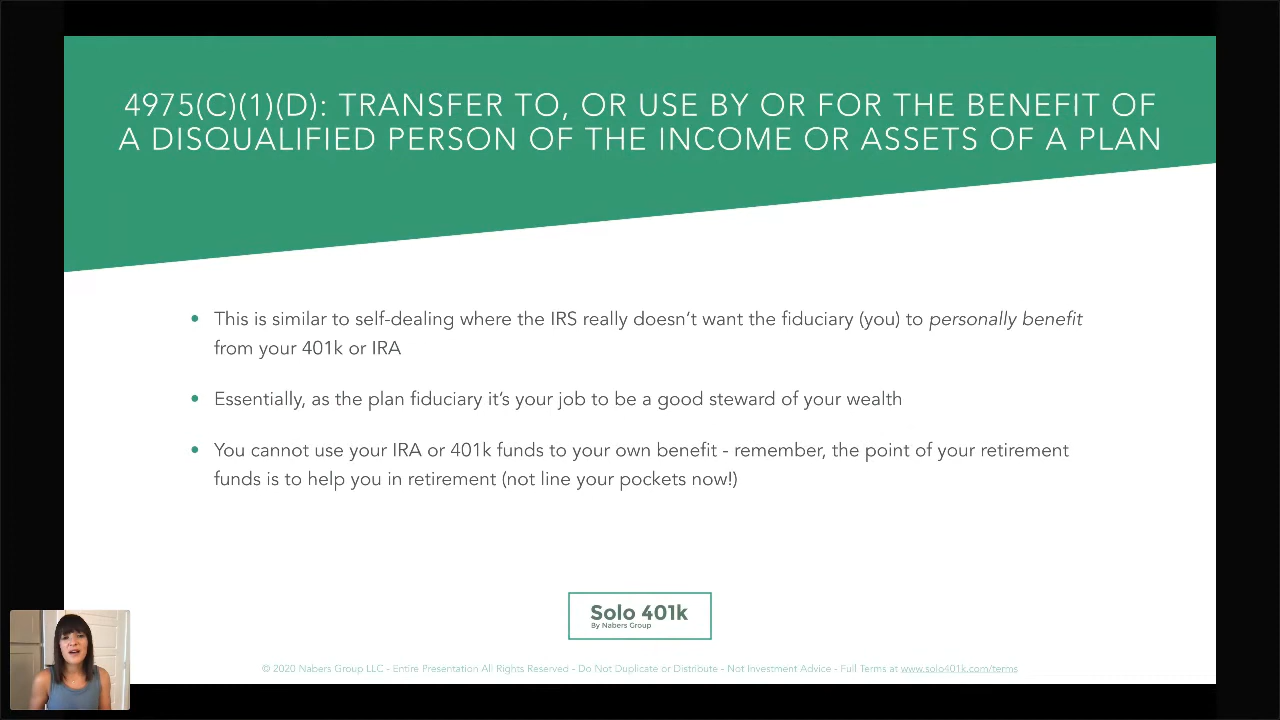 4975(C)(1)(D): TRANSFER TO, OR USE BY OR FOR THE BENEFIT OF
A DISQUALIFIED PERSON OF THE INCOME OR ASSETS OF A PLAN
• This is similar to self-dealing where the IRS really doesn’t want the fiduciary (you) to personally benefit
from your 401k or IRA
• Essentially, as the plan fiduciary it’s your job to be a good steward of your wealth
• You cannot use your IRA or 401k funds to your own benefit - remember, the point of your retirement
funds is to help you in retirement (not line your pockets now!)
Solo 401k
By Nabers Group
© 2020 Nabers Group LLC - Entire Presentation All Rights Reserved - Do Not Duplicate or Distribute - Not Investment Advice - Full Terms at www.solo401k.com/terms